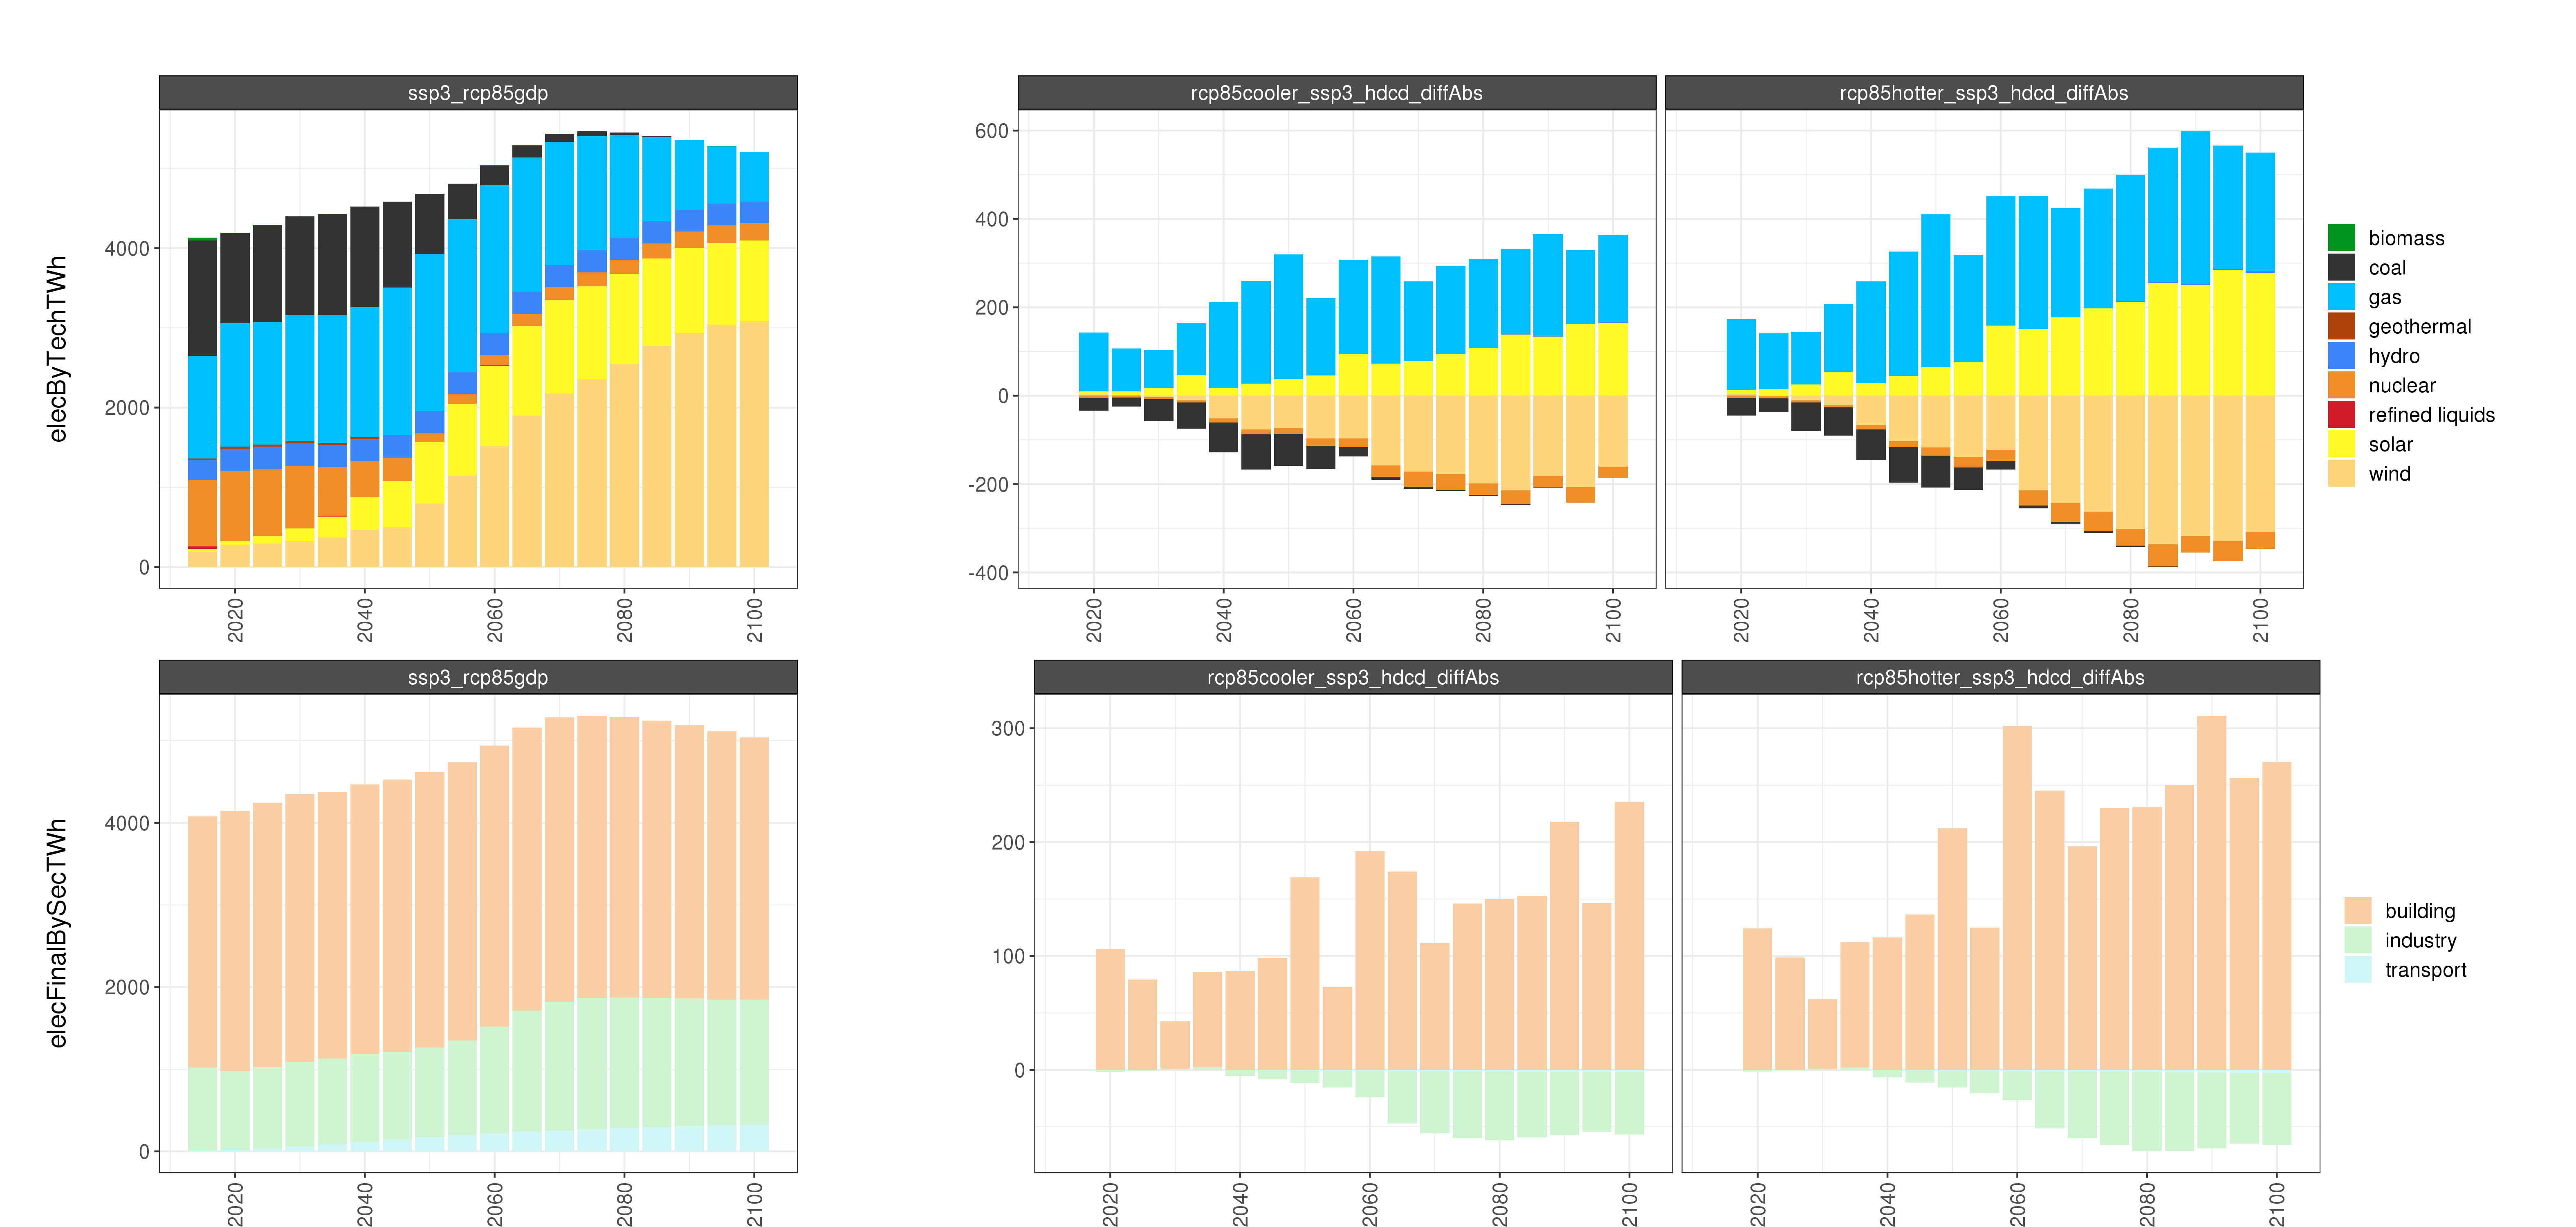 ssp3_rcp85gdp
rcp85cooler_ssp3_hdcd_diffAbs
rcp85hotter_ssp3_hdcd_diffAbs
elecByTechTWh
4000
2000
0
600
400
200
0
-200
-400
2020 2040 2060 2080 2100
2020 2040 2060 2080 2100
2020 2040 2060 2080 2100
biomass
coal
gas
geothermal
hydro
nuclear
refined liquids
solar
wind
ssp3_rcp85gdp
rcp85cooler_ssp3_hdcd_diffAbs
rcp85hotter_ssp3_hdcd_diffAbs
elecFinalBySecTWh
4000
2000
0
300
200
100
0
2020 2040 2060 2080 2100
2020 2040 2060 2080 2100
2020 2040 2060 2080 2100
building
industry
transport